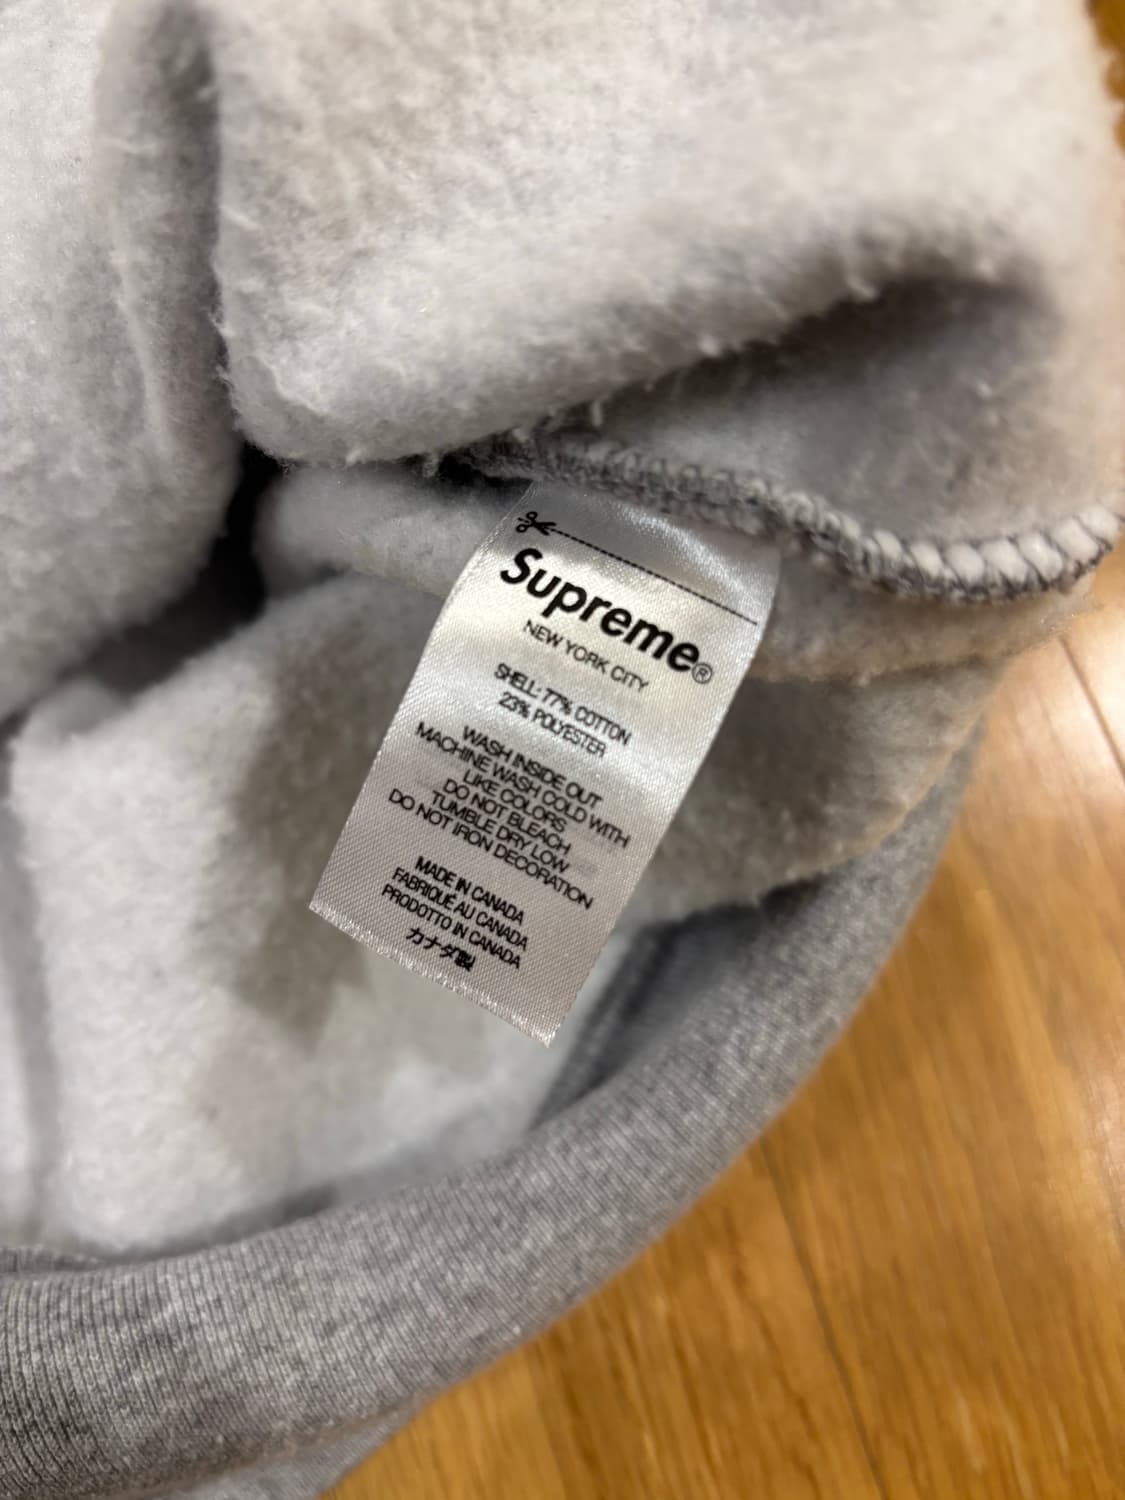 Supreme®
NEW YORK CITY
SHELL: 77% COTTON
23% POLYESTER
WASH INSIDE OUT
MACHINE WASH COLD WITH
LIKE COLORS
DO NOT BLEACH
TUMBLE DRY LOW
DO NOT IRON DECORATION
MADE IN CANADA
FABRIQUÉ AU CANADA
PRODOTTO IN CANADA
カナダ製